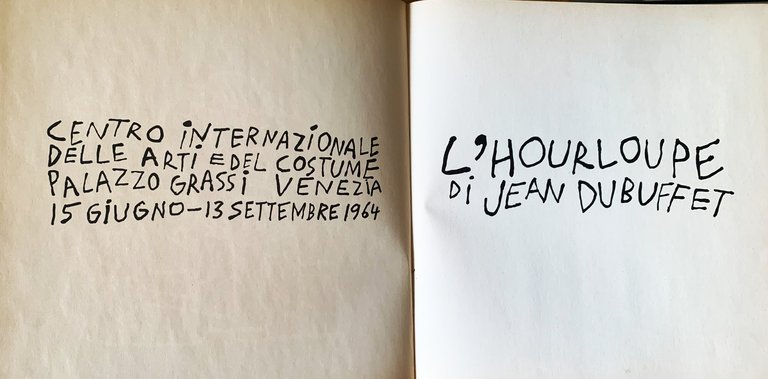 CENTRO iNTERNAZiONALE
DELLE ARTi E DEL COSTUME
PALAZZO GRASSi VENEZIA
15 GiUGNO-13 SETTEMBRE 1964
L'HOURLOUPE
Di JEAN DUBUFFET